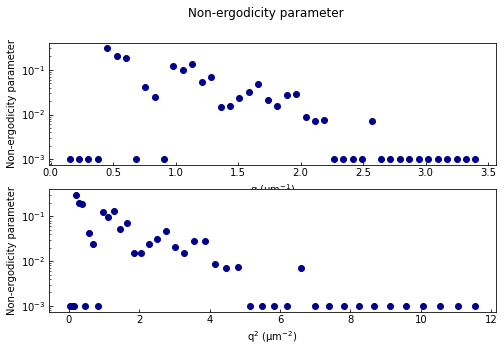 Non-ergodicity parameter
Non-ergodicity parameter
10⁻¹
10⁻²
10⁻³
0.0 0.5 1.0 1.5 2.0 2.5 3.0 3.5
q (μm⁻¹)
Non-ergodicity parameter
10⁻¹
10⁻²
10⁻³
0 2 4 6 8 10 12
q² (μm⁻²)